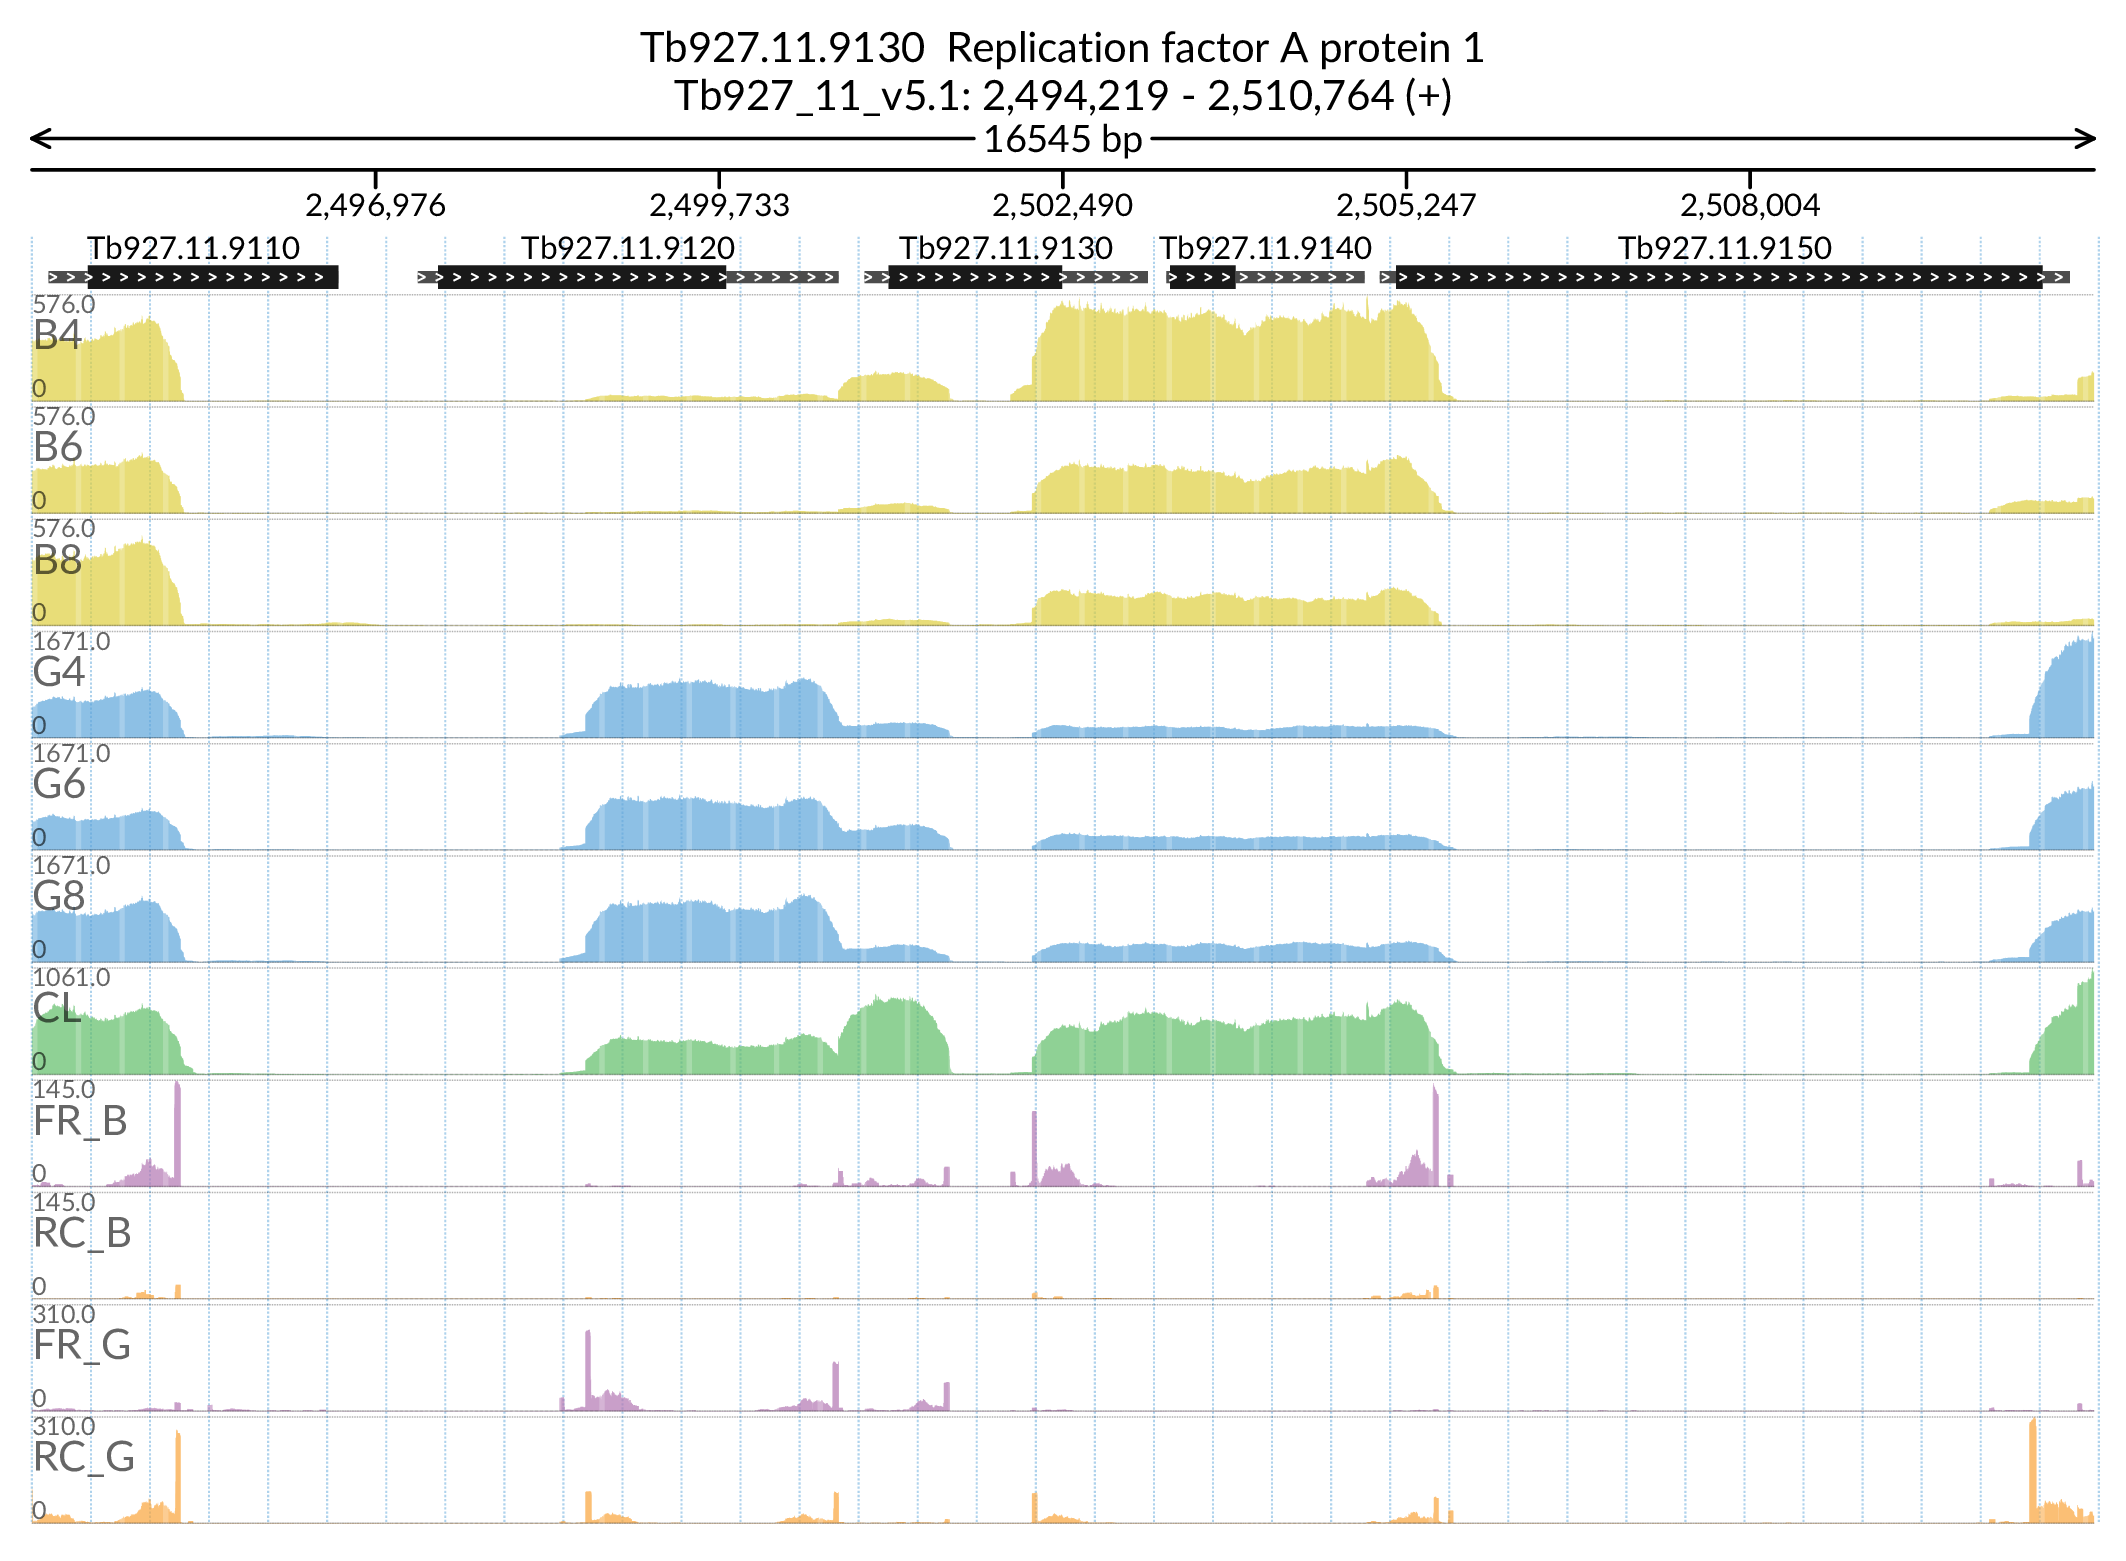 Tb927.11.9130  Replication factor A protein 1
Tb927_11_v5.1: 2,494,219 - 2,510,764 (+)
16545 bp
2,496,976 2,499,733 2,502,490 2,505,247 2,508,004
Tb927.11.9110 Tb927.11.9120 Tb927.11.9130 Tb927.11.9140 Tb927.11.9150
576.0
B4
0
576.0
B6
0
576.0
B8
0
1671.0
G4
0
1671.0
G6
0
1671.0
G8
0
1061.0
CL
0
145.0
FR_B
0
145.0
RC_B
0
310.0
FR_G
0
310.0
RC_G
0